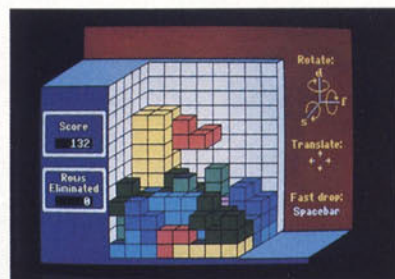 Score
132
Rows
Eliminated
0
Rotate:
d
f
s
Translate:
Fast drop:
Spacebar